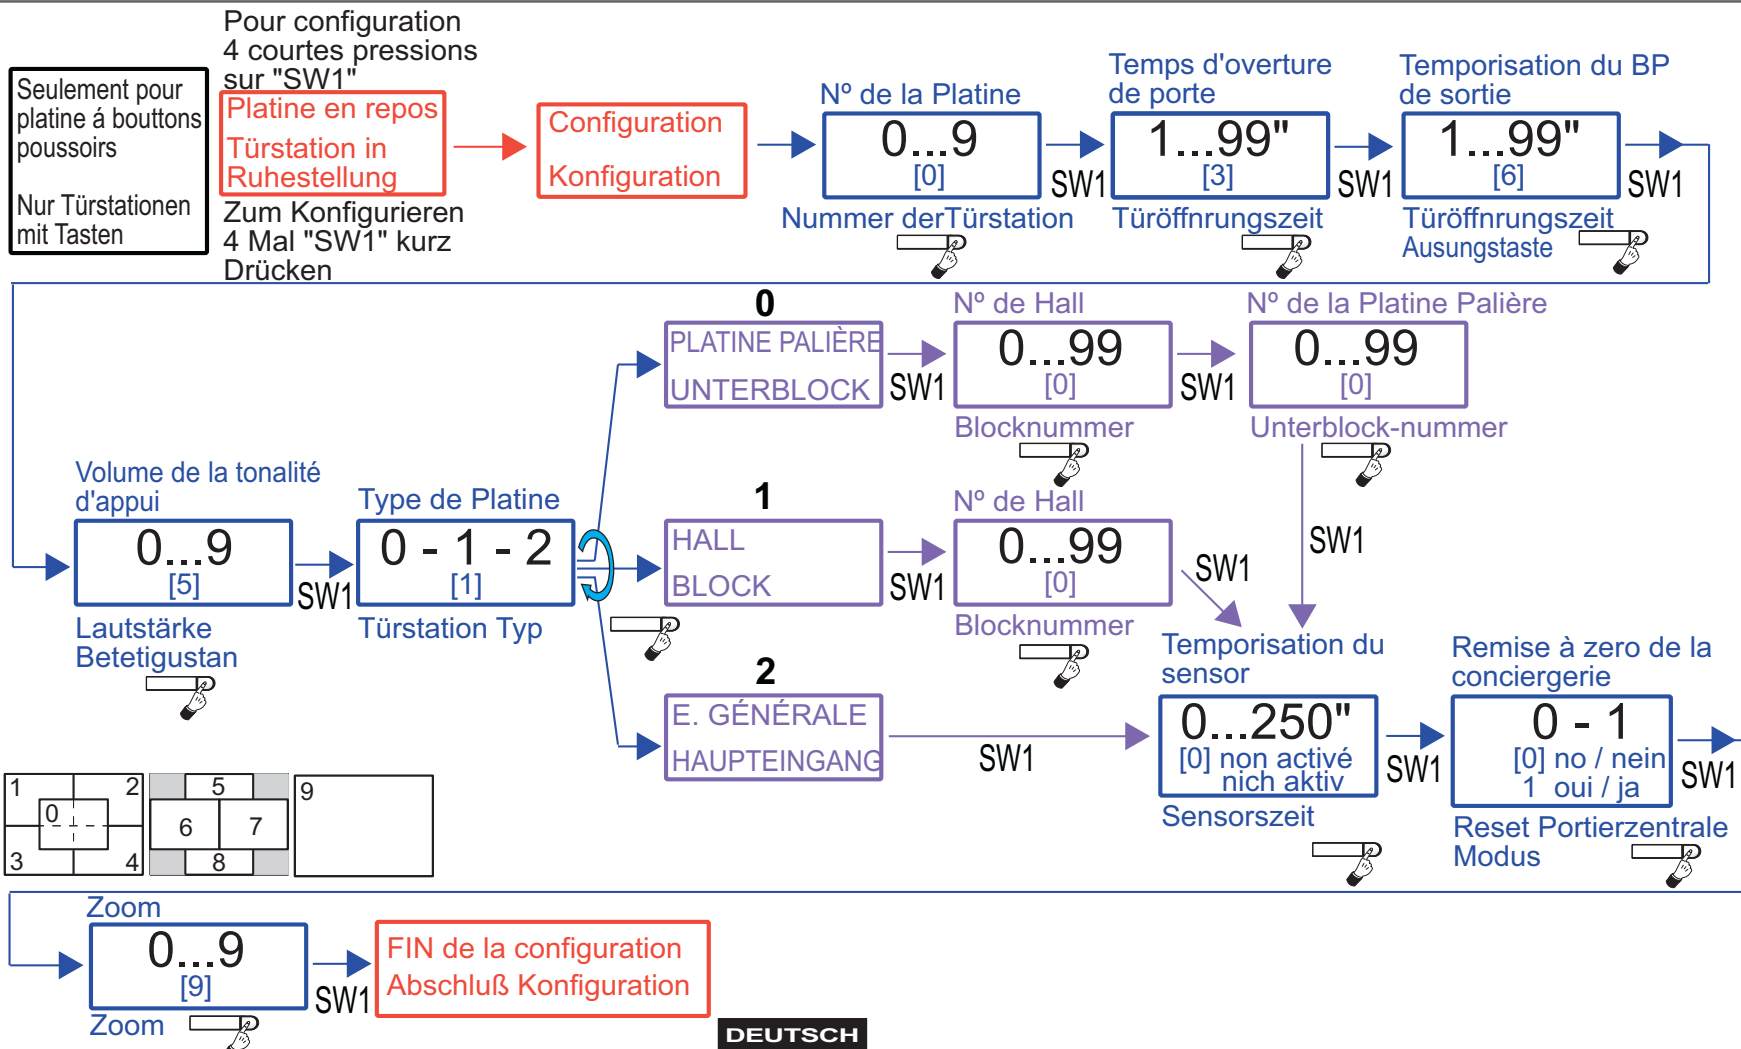 Pour configuration
4 courtes pressions
sur "SW1"
Seulement pour
platine á bouttons
poussoirs
Nur Türstationen
mit Tasten
Platine en repos
Türstation in
Ruhestellung
Zum Konfigurieren
4 Mal "SW1" kurz
Drücken
Configuration
Konfiguration
Nº de la Platine
0...9
[0]
Nummer derTürstation
SW1
Temps d'overture
de porte
1...99"
[3]
Türöffnrungszeit
SW1
Temporisation du BP
de sortie
1...99"
[6]
Türöffnrungszeit
Ausungstaste
SW1
Volume de la tonalité
d'appui
0...9
[5]
Lautstärke
Betetigustan
SW1
Type de Platine
0 - 1 - 2
[1]
Türstation Typ
0
PLATINE PALIÈRE
UNTERBLOCK
SW1
Nº de Hall
0...99
[0]
Blocknummer
SW1
Nº de la Platine Palière
0...99
[0]
Unterblock-nummer
SW1
1
HALL
BLOCK
SW1
Nº de Hall
0...99
[0]
Blocknummer
SW1
2
E. GÉNÉRALE
HAUPTEINGANG
SW1
Temporisation du
sensor
0...250"
[0] non activé
nich aktiv
Sensorszeit
SW1
Remise à zero de la
conciergerie
0 - 1
[0] no / nein
1 oui / ja
Reset Portierzentrale
Modus
SW1
1 2
0
3 4
5
6 7
8
9
Zoom
0...9
[9]
Zoom
SW1
FIN de la configuration
Abschluß Konfiguration
DEUTSCH